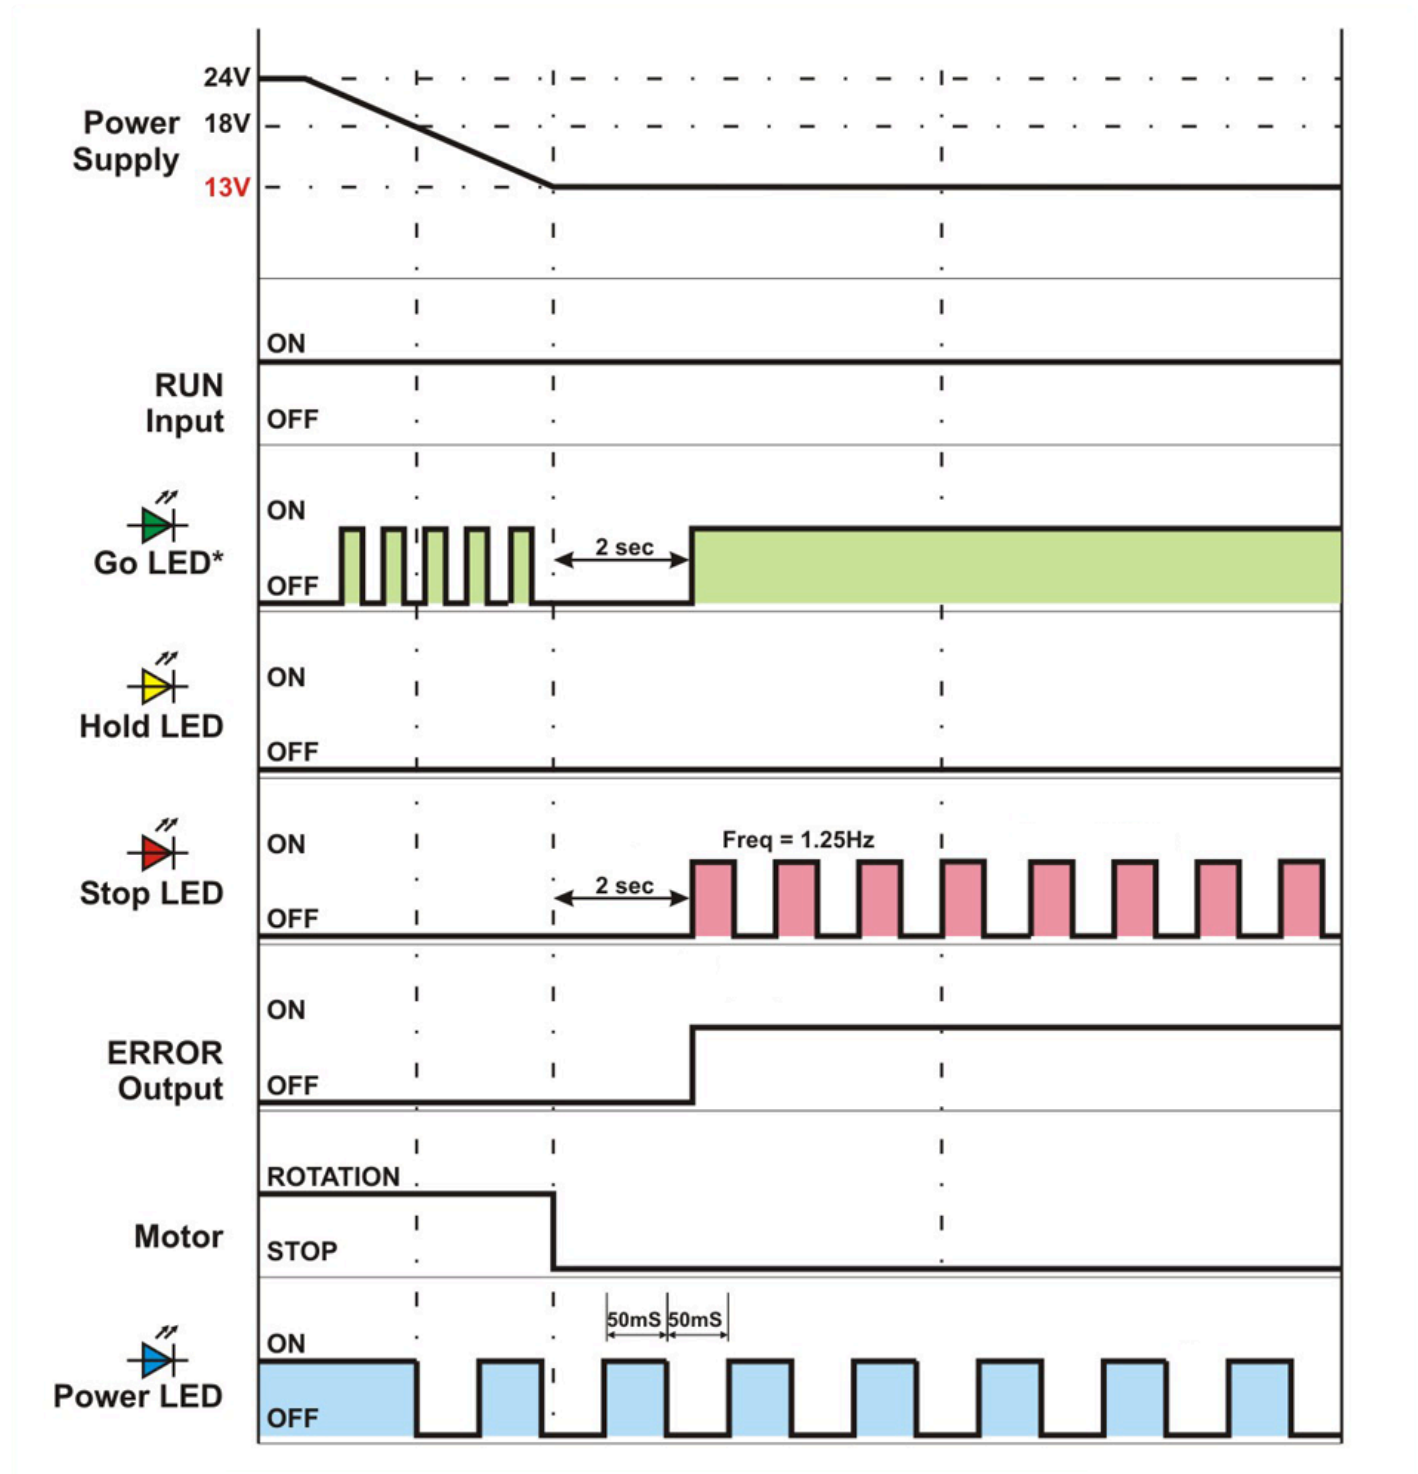 24V
Power
Supply
18V
13V
ON
RUN
Input
OFF
ON
Go LED*
OFF
2 sec
ON
Hold LED
OFF
ON
Freq = 1.25Hz
Stop LED
2 sec
OFF
ON
ERROR
Output
OFF
ROTATION
Motor
STOP
50mS 50mS
ON
Power LED
OFF